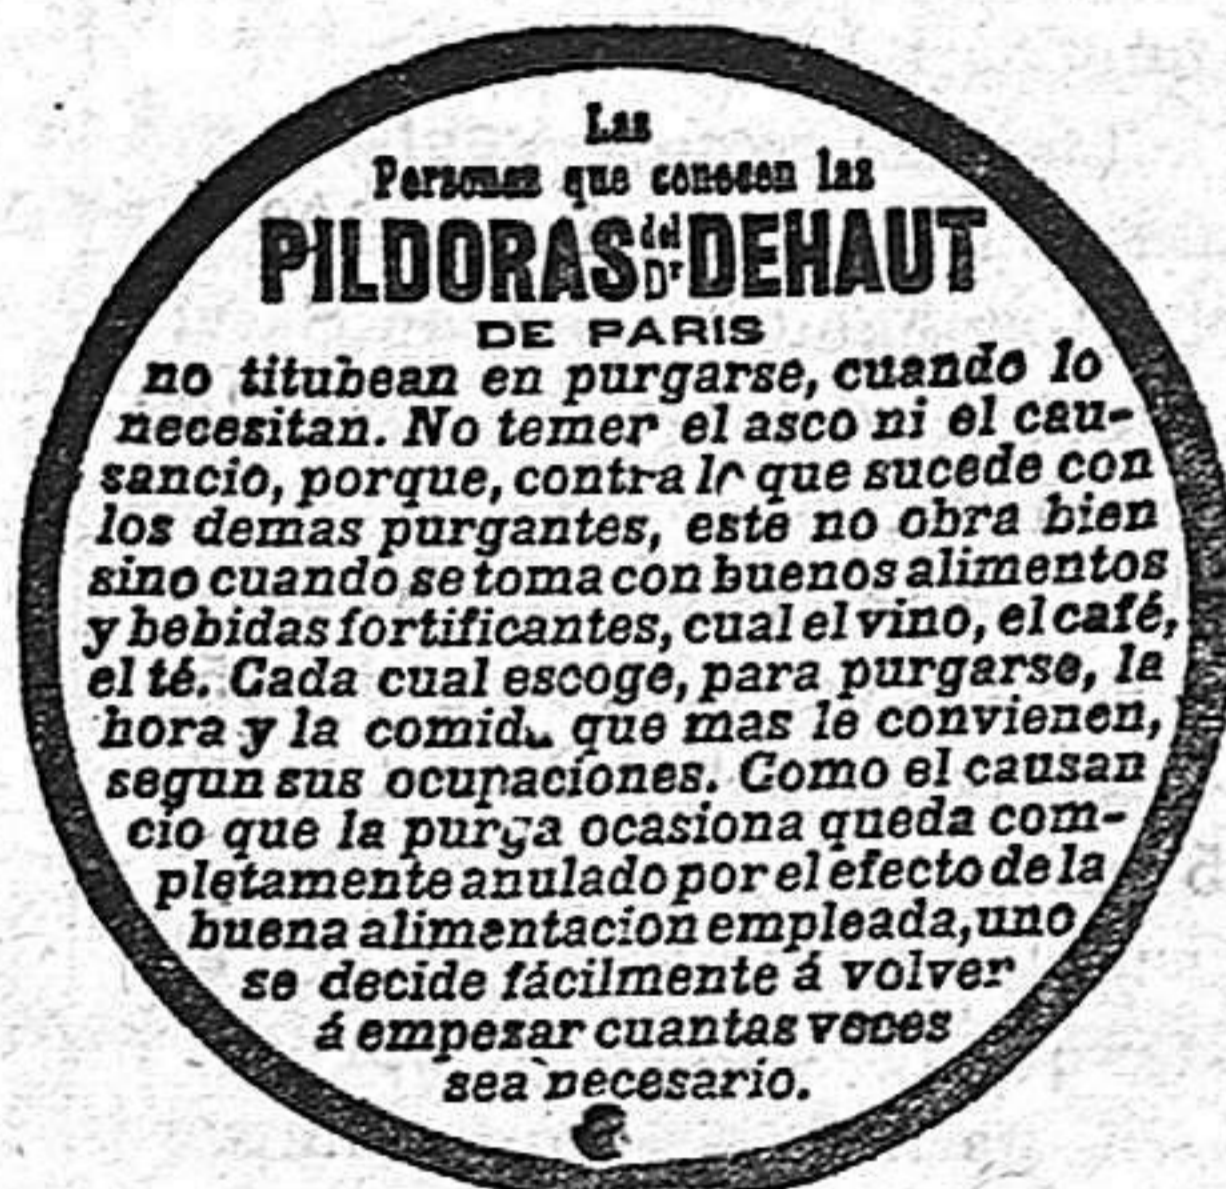 Las
Personas que conocen las
PILDORAS del Dr DEHAUT
DE PARIS
no titubean en purgarse, cuando lo
necesitan. No temer el asco ni el cau-
sancio, porque, contra lo que sucede con
los demas purgantes, este no obra bien
sino cuando se toma con buenos alimentos
y bebidas fortificantes, cual el vino, el café,
el té. Cada cual escoge, para purgarse, la
hora y la comida que mas le convienen,
segun sus ocupaciones. Como el causan
cio que la purga ocasiona queda com-
pletamente anulado por el efecto de la
buena alimentacion empleada, uno
se decide fácilmente á volver
á empezar cuantas veces
sea necesario.